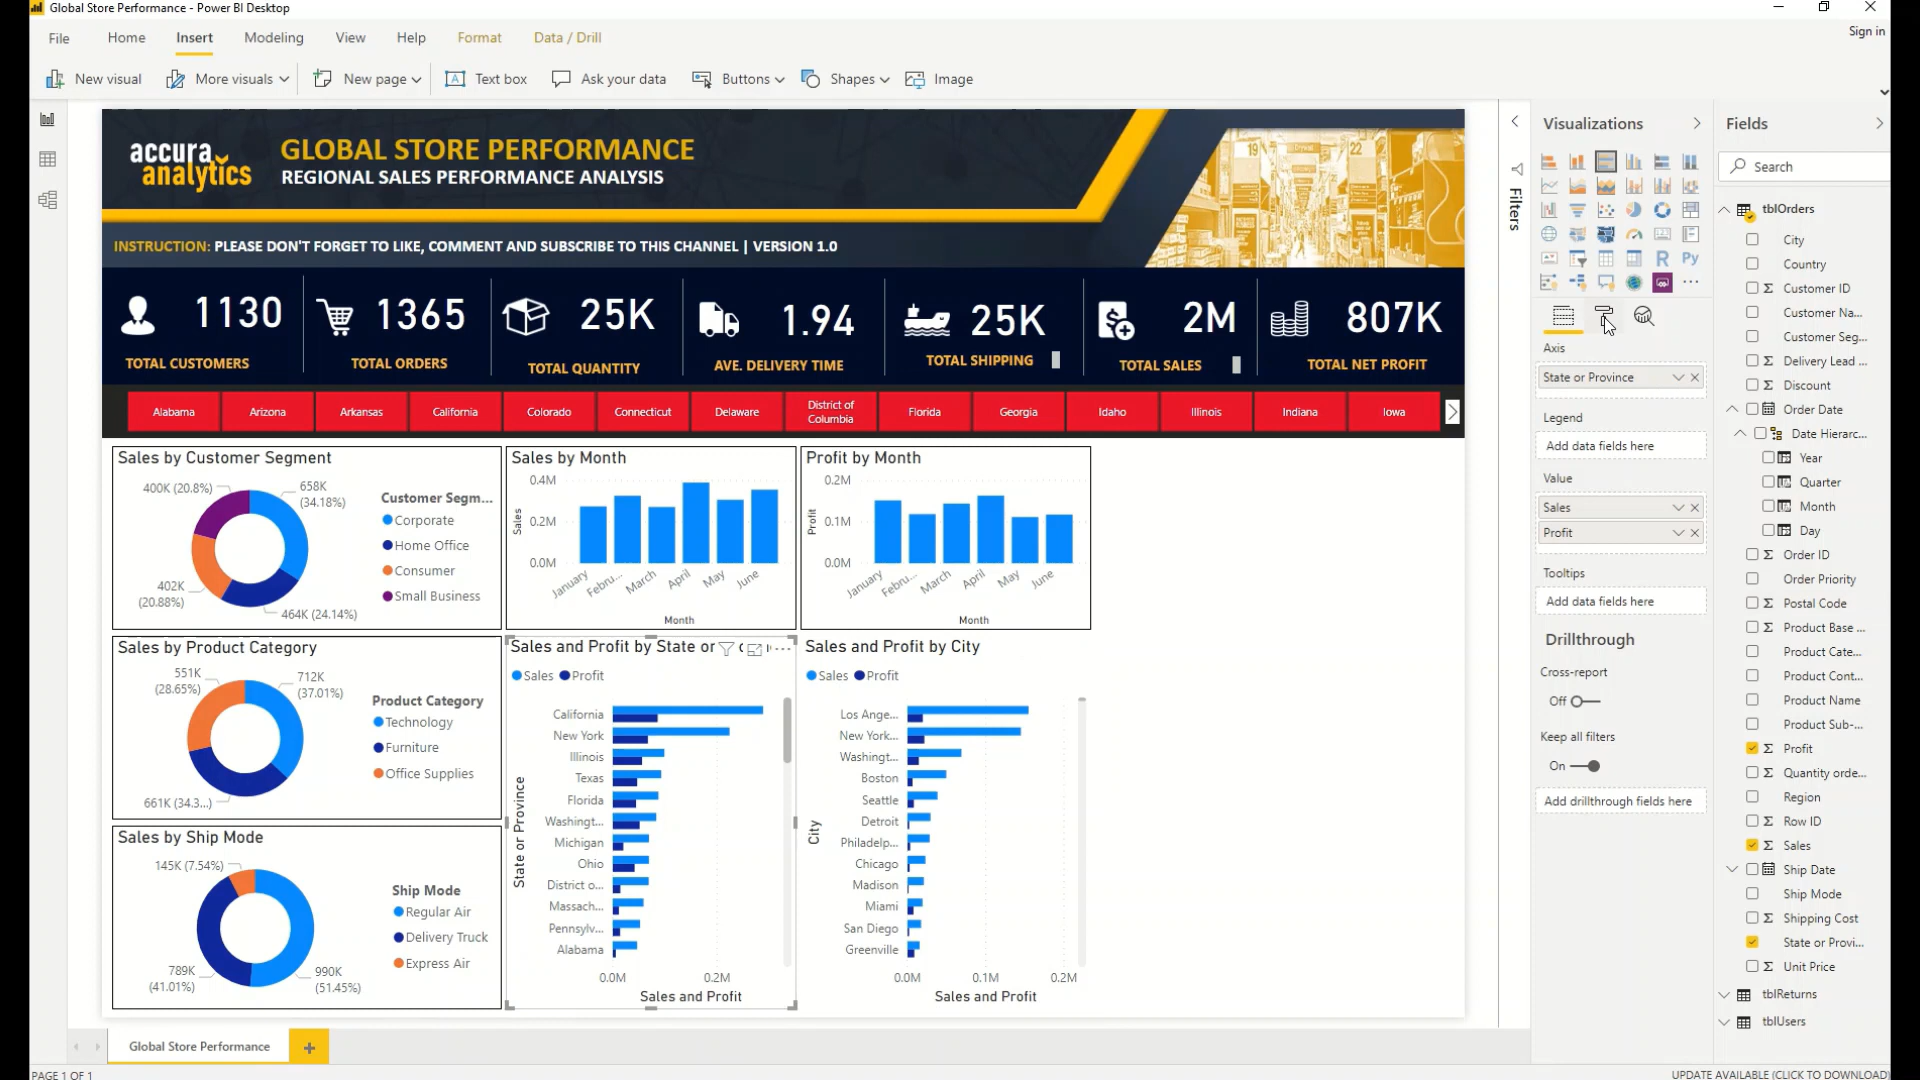 Global Store Performance - Power BI Desktop
Sign in
File Home Insert Modeling View Help Format Data / Drill
New visual More visuals New page Text box Ask your data Buttons Shapes Image
accura
analytics
GLOBAL STORE PERFORMANCE
REGIONAL SALES PERFORMANCE ANALYSIS
INSTRUCTION: PLEASE DON'T FORGET TO LIKE, COMMENT AND SUBSCRIBE TO THIS CHANNEL | VERSION 1.0
1130 1365 25K 1.94 25K 2M 807K
TOTAL CUSTOMERS TOTAL ORDERS TOTAL QUANTITY AVE. DELIVERY TIME TOTAL SHIPPING TOTAL SALES TOTAL NET PROFIT
Alabama Arizona Arkansas California Colorado Connecticut Delaware District of Columbia Florida Georgia Idaho Illinois Indiana Iowa
Sales by Customer Segment
400K (20.8%)
658K
(34.18%)
402K
(20.88%)
464K (24.14%)
Customer Segm...
Corporate
Home Office
Consumer
Small Business
Sales by Month
Sales
0.4M
0.2M
0.0M
January Febru... March April May June
Month
Profit by Month
Profit
0.2M
0.1M
0.0M
January Febru... March April May June
Month
Sales by Product Category
551K
(28.65%)
712K
(37.01%)
661K (34.3...)
Product Category
Technology
Furniture
Office Supplies
Sales by Ship Mode
145K (7.54%)
789K
(41.01%)
990K
(51.45%)
Ship Mode
Regular Air
Delivery Truck
Express Air
Sales and Profit by State or
Sales Profit
State or Province
California
New York
Illinois
Texas
Florida
Washingt...
Michigan
Ohio
District o...
Massach...
Pennsylv...
Alabama
0.0M 0.2M
Sales and Profit
Sales and Profit by City
Sales Profit
City
Los Ange...
New York...
Washingt...
Boston
Seattle
Detroit
Philadelp...
Chicago
Madison
Miami
San Diego
Greenville
0.0M 0.1M 0.2M
Sales and Profit
Filters
Visualizations
R Py
Axis
State or Province
Legend
Add data fields here
Value
Sales
Profit
Tooltips
Add data fields here
Drillthrough
Cross-report
Off
Keep all filters
On
Add drillthrough fields here
Fields
Search
tblOrders
City
Country
Customer ID
Customer Na...
Customer Seg...
Delivery Lead ...
Discount
Order Date
Date Hierarc...
Year
Quarter
Month
Day
Order ID
Order Priority
Postal Code
Product Base ...
Product Cate...
Product Cont...
Product Name
Product Sub-...
Profit
Quantity orde...
Region
Row ID
Sales
Ship Date
Ship Mode
Shipping Cost
State or Provi...
Unit Price
tblReturns
tblUsers
Global Store Performance
PAGE 1 OF 1
UPDATE AVAILABLE (CLICK TO DOWNLOAD)